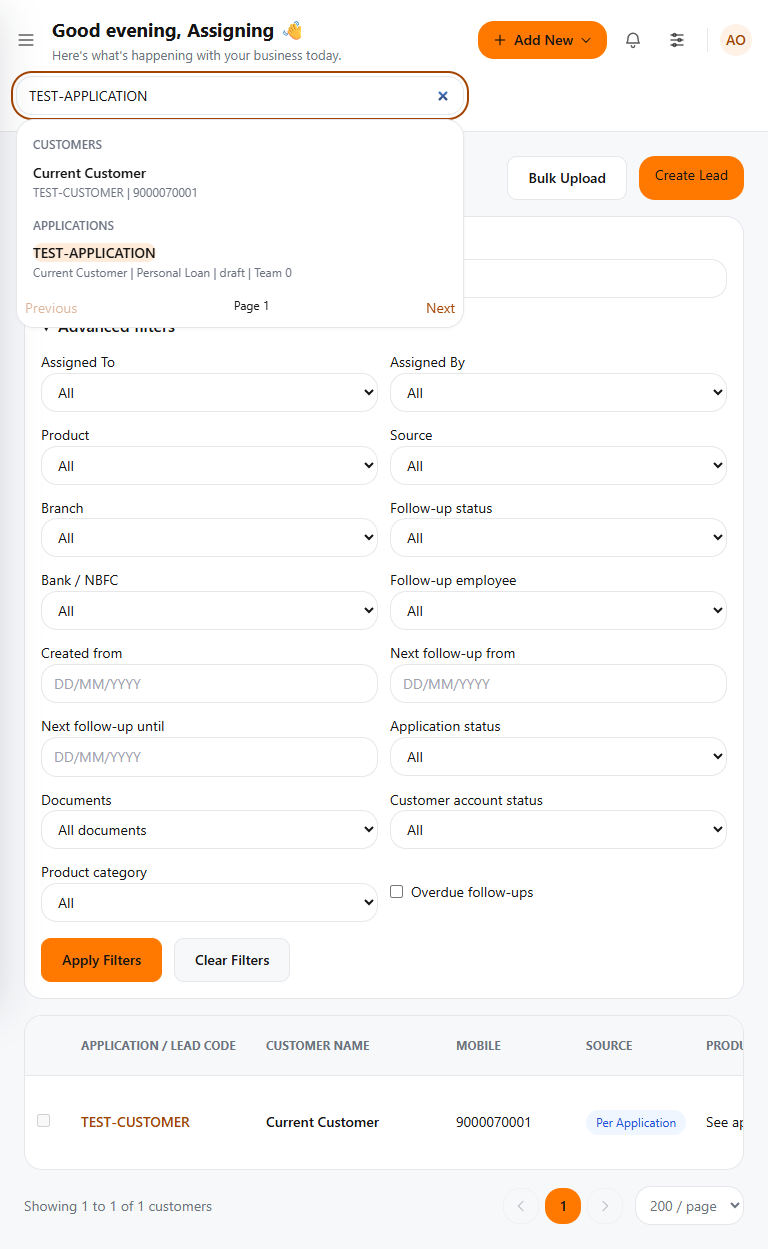 Good evening, Assigning 👋
Here's what's happening with your business today.
+ Add New
AO
TEST-APPLICATION
CUSTOMERS
Current Customer
TEST-CUSTOMER | 9000070001
APPLICATIONS
TEST-APPLICATION
Current Customer | Personal Loan | draft | Team 0
Previous Page 1 Next
Bulk Upload
Create Lead
Advanced filters
Assigned To Assigned By
All All
Product Source
All All
Branch Follow-up status
All All
Bank / NBFC Follow-up employee
All All
Created from Next follow-up from
DD/MM/YYYY DD/MM/YYYY
Next follow-up until Application status
DD/MM/YYYY All
Documents Customer account status
All documents All
Product category
All Overdue follow-ups
Apply Filters Clear Filters
APPLICATION / LEAD CODE CUSTOMER NAME MOBILE SOURCE
TEST-CUSTOMER Current Customer 9000070001 Per Application See
Showing 1 to 1 of 1 customers 1 200 / page